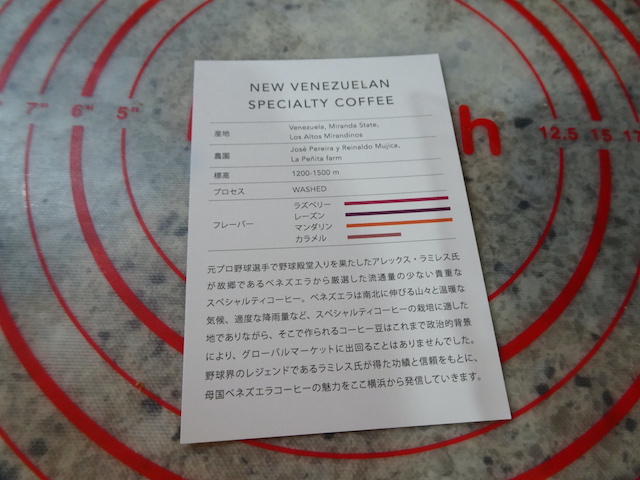 NEW VENEZUELAN
SPECIALTY COFFEE
産地 Venezuela, Miranda State,
Los Altos Mirandinos
農園 José Pereira y Reinaldo Mujica,
La Peñita farm
標高 1200-1500 m
プロセス WASHED
フレーバー
ラズベリー
レーズン
マンダリン
カラメル
元プロ野球選手で野球殿堂入りを果たしたアレックス・ラミレス氏
が故郷であるベネズエラから厳選した流通量の少ない貴重な
スペシャルティコーヒー。ベネズエラは南北に伸びる山々と温暖な
気候、適度な降雨量など、スペシャルティコーヒーの栽培に適した
地でありながら、そこで作られるコーヒー豆はこれまで政治的背景
により、グローバルマーケットに出回ることはありませんでした。
野球界のレジェンドであるラミレス氏が得た功績と信頼をもとに、
母国ベネズエラコーヒーの魅力をここ横浜から発信していきます。
7"
6"
5"
h
12.5
15
17